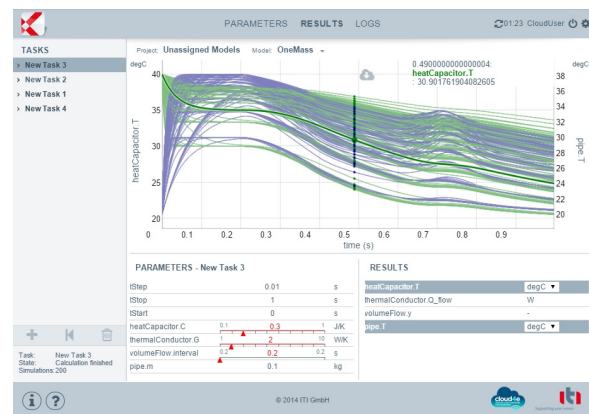 PARAMETERS RESULTS LOGS
01:23 CloudUser
TASKS
Project: Unassigned Models Model: OneMass
> New Task 3
> New Task 2
> New Task 1
> New Task 4
degC
degC
0.4900000000000004:
heatCapacitor.T
: 30.901761904082605
40
35
30
25
20
heatCapacitor.T
38
36
34
32
30
28
26
24
22
20
pipe.T
0 0.1 0.2 0.3 0.4 0.5 0.6 0.7 0.8 0.9
time (s)
PARAMETERS - New Task 3
tStep 0.01 s
tStop 1 s
tStart 0 s
heatCapacitor.C 0.1 0.3 1 J/K
thermalConductor.G 1 2 10 W/K
volumeFlow.interval 0.2 0.2 0.2 s
pipe.m 0.1 kg
RESULTS
heatCapacitor.T degC
thermalConductor.Q_flow W
volumeFlow.y -
pipe.T degC
Task: New Task 3
State: Calculation finished
Simulations: 200
i ?
© 2014 ITI GmbH
iti